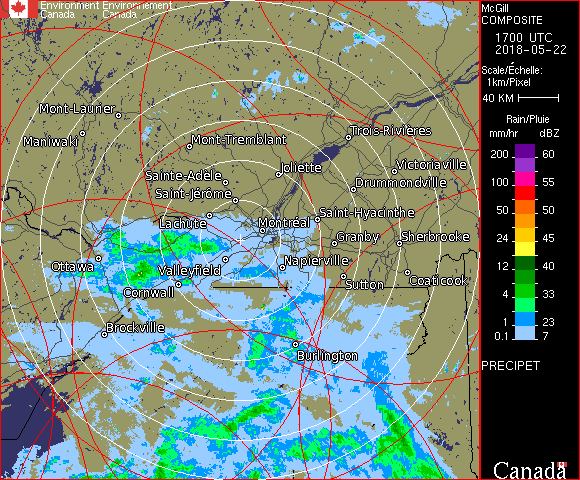 Environment Environnement
Canada Canada
McGill
COMPOSITE
1700 UTC
2018-05-22
Scale/Échelle:
1km/Pixel
40 KM
Rain/Pluie
mm/hr dBZ
200 60
150 65
100 55
50 50
24 45
12 40
4 33
1 23
0.1 7
PRECIPET
Canada
Mont-Laurier
Maniwaki
Mont-Tremblant
Trois-Rivières
Joliette
Victoriaville
Sainte-Adèle
Drummondville
Saint-Jérôme
Saint-Hyacinthe
Lachute
Montréal
Granby
Sherbrooke
Ottawa
Valleyfield
Napierville
Sutton
Coaticook
Cornwall
Brockville
Burlington